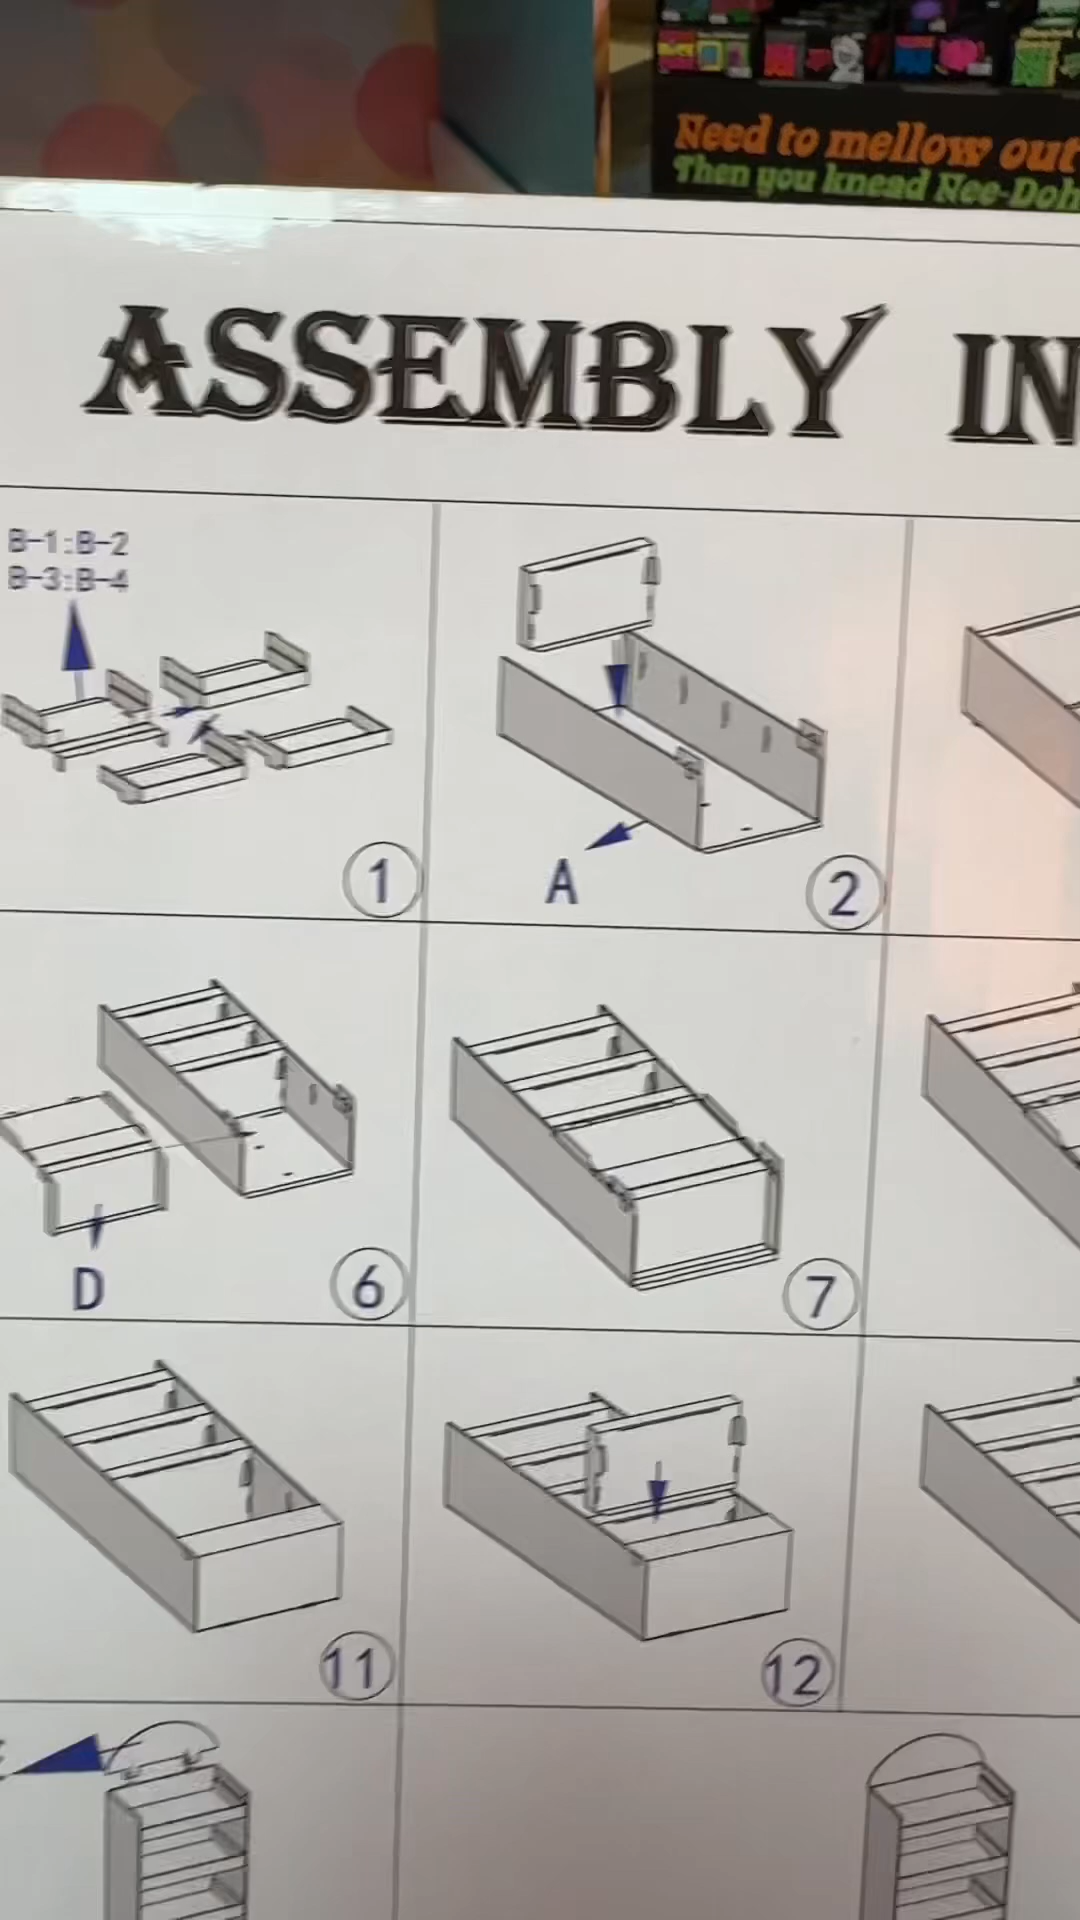 Need to mellow out
Then you knead Nee-Doh
ASSEMBLY IN
B-1:B-2
B-3:B-4
1
A
2
D
6
7
11
12